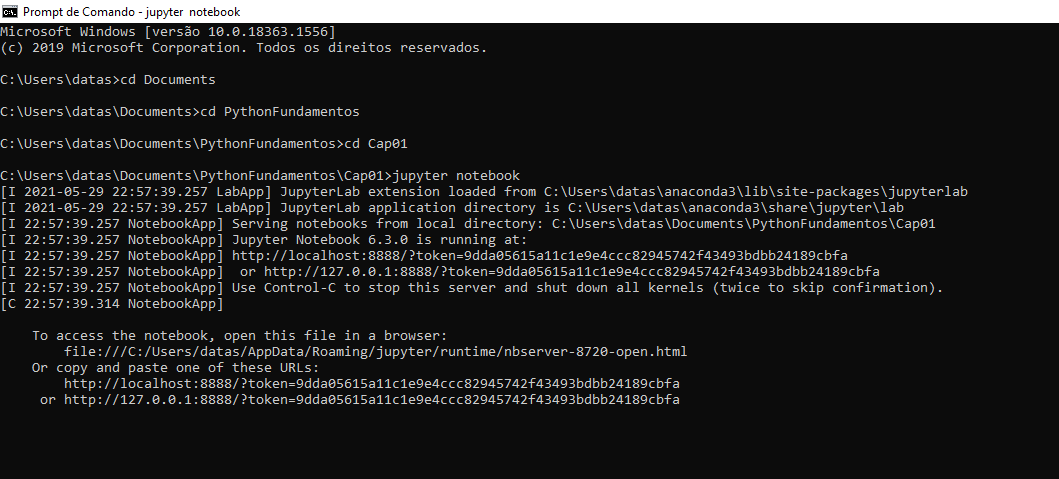 Prompt de Comando - jupyter notebook
Microsoft Windows [versão 10.0.18363.1556]
(c) 2019 Microsoft Corporation. Todos os direitos reservados.
C:\Users\datas>cd Documents
C:\Users\datas\Documents>cd PythonFundamentos
C:\Users\datas\Documents\PythonFundamentos>cd Cap01
C:\Users\datas\Documents\PythonFundamentos\Cap01>jupyter notebook
[I 2021-05-29 22:57:39.257 LabApp] JupyterLab extension loaded from C:\Users\datas\anaconda3\lib\site-packages\jupyterlab
[I 2021-05-29 22:57:39.257 LabApp] JupyterLab application directory is C:\Users\datas\anaconda3\share\jupyter\lab
[I 22:57:39.257 NotebookApp] Serving notebooks from local directory: C:\Users\datas\Documents\PythonFundamentos\Cap01
[I 22:57:39.257 NotebookApp] Jupyter Notebook 6.3.0 is running at:
[I 22:57:39.257 NotebookApp] http://localhost:8888/?token=9dda05615a11c1e9e4ccc82945742f43493bdbb24189cbfa
[I 22:57:39.257 NotebookApp]  or http://127.0.0.1:8888/?token=9dda05615a11c1e9e4ccc82945742f43493bdbb24189cbfa
[I 22:57:39.257 NotebookApp] Use Control-C to stop this server and shut down all kernels (twice to skip confirmation).
[C 22:57:39.314 NotebookApp]
To access the notebook, open this file in a browser:
file:///C:/Users/datas/AppData/Roaming/jupyter/runtime/nbserver-8720-open.html
Or copy and paste one of these URLs:
http://localhost:8888/?token=9dda05615a11c1e9e4ccc82945742f43493bdbb24189cbfa
or http://127.0.0.1:8888/?token=9dda05615a11c1e9e4ccc82945742f43493bdbb24189cbfa